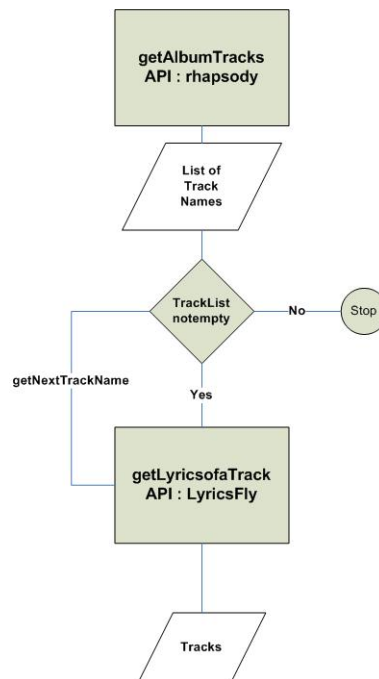 getAlbumTracks
API : rhapsody
List of
Track
Names
TrackList
notempty
No
Stop
getNextTrackName
Yes
getLyricsofaTrack
API : LyricsFly
Tracks